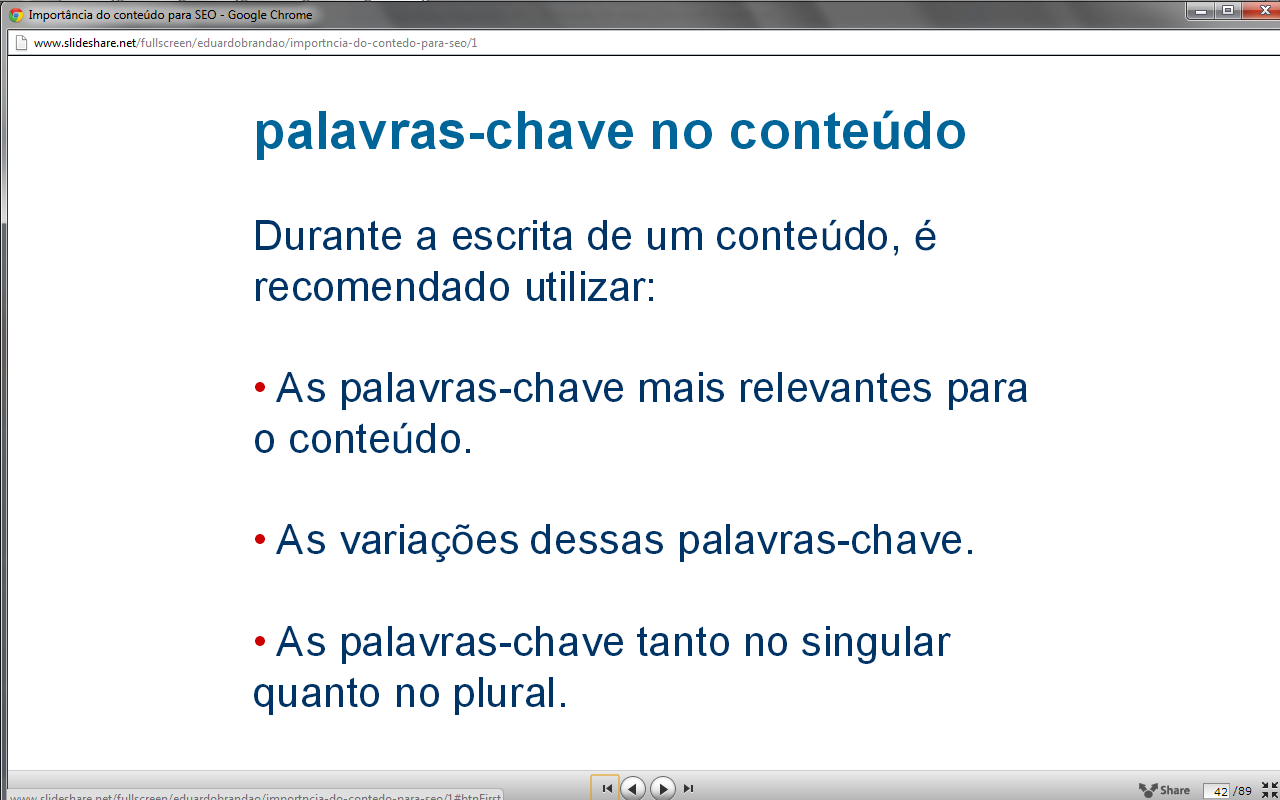 Importância do conteúdo para SEO - Google Chrome
www.slideshare.net/fullscreen/eduardobrandao/importncia-do-contedo-para-seo/1
palavras-chave no conteúdo
Durante a escrita de um conteúdo, é
recomendado utilizar:
• As palavras-chave mais relevantes para
o conteúdo.
• As variações dessas palavras-chave.
• As palavras-chave tanto no singular
quanto no plural.
www.slideshare.net/fullscreen/eduardobrandao/importncia-do-contedo-para-seo/1#btnFirst
Share 42 /89